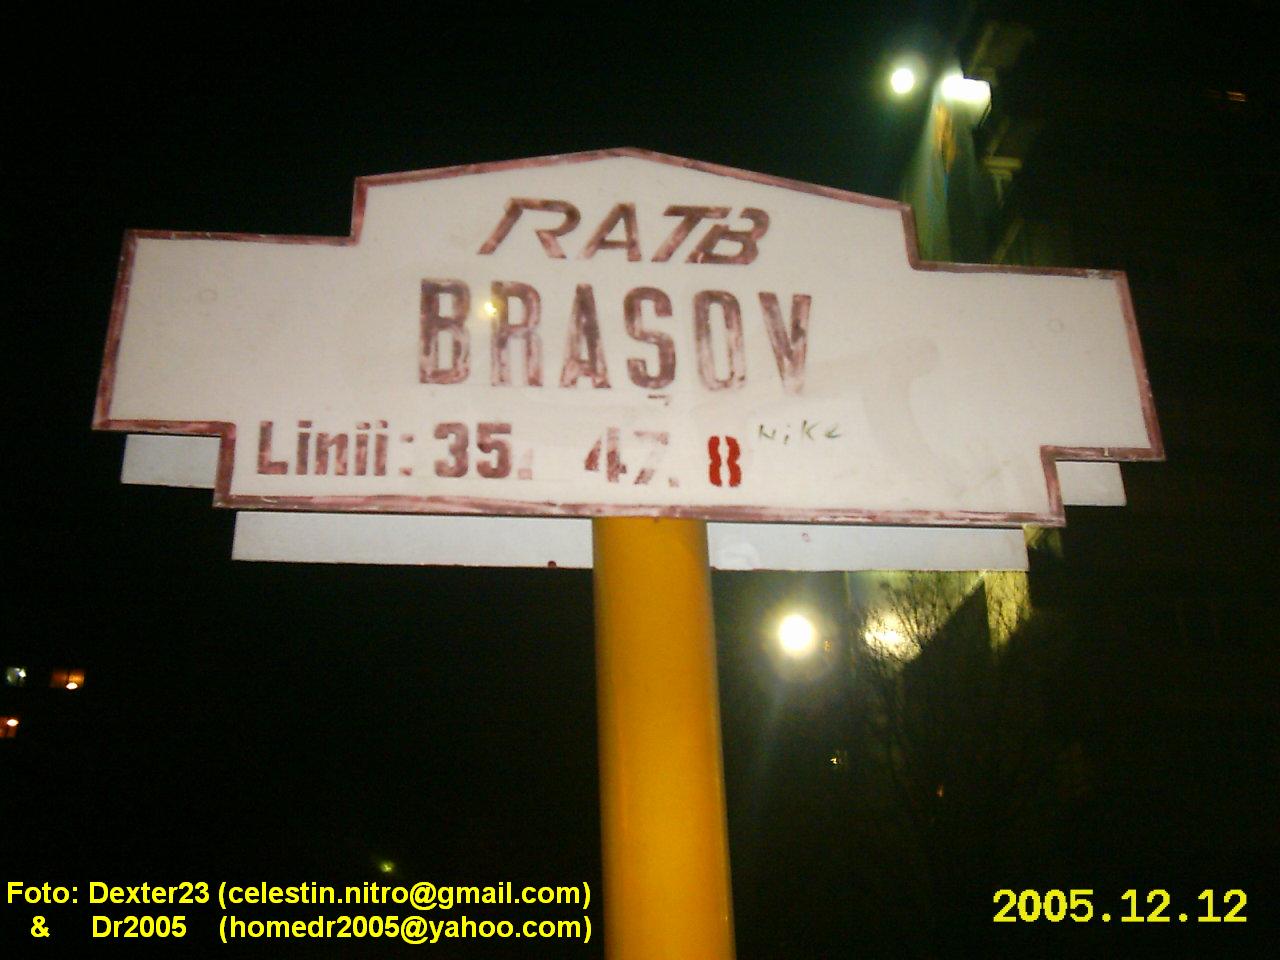 RATB
BRAȘOV
Linii: 35. 47. 8 Nike
Foto: Dexter23 (celestin.nitro@gmail.com)
& Dr2005 (homedr2005@yahoo.com)
2005.12.12